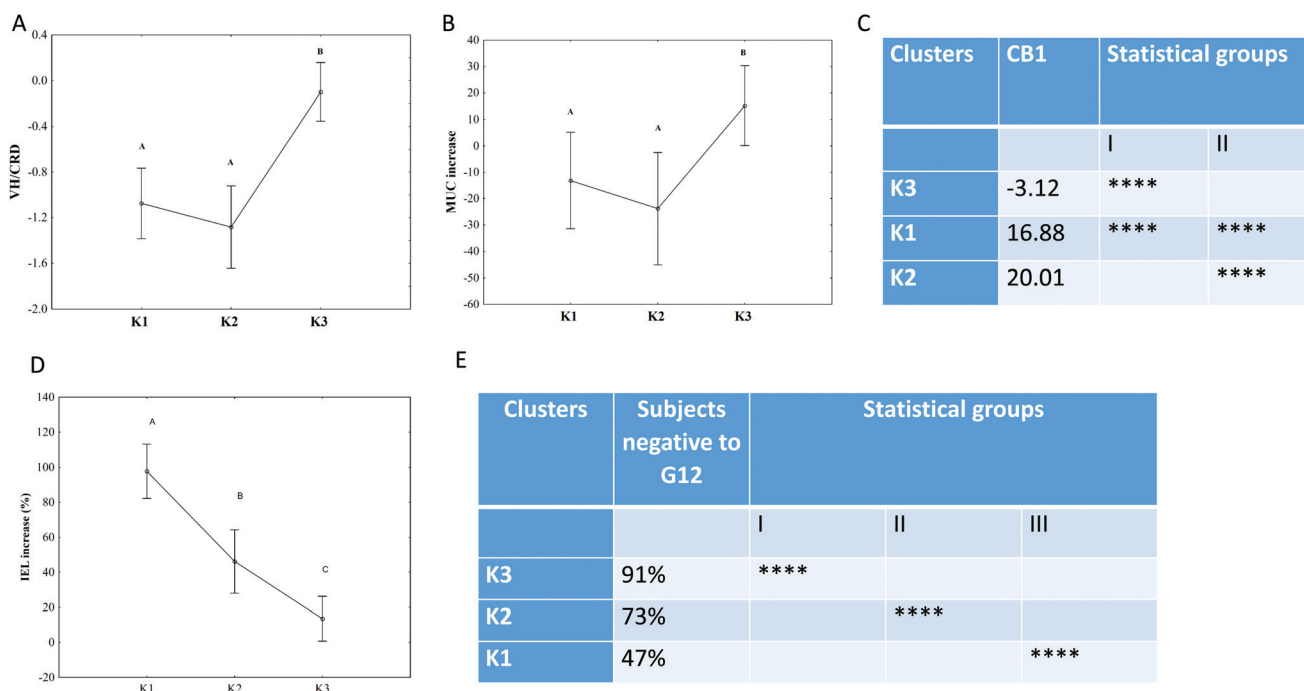 A
VH/CRD
0.4
0.0
-0.4
-0.8
-1.2
-1.6
-2.0
A
A
B
K1 K2 K3
B
MUC increase
40
30
20
10
0
-10
-20
-30
-40
-50
-60
A
A
B
K1 K2 K3
C
Clusters CB1 Statistical groups
I II
K3 -3.12 ****
K1 16.88 **** ****
K2 20.01 ****
D
IEL increase (%)
140
120
100
80
60
40
20
0
-20
A
B
C
K1 K2 K3
E
Clusters Subjects Statistical groups
negative to
G12
I II III
K3 91% ****
K2 73% ****
K1 47% ****